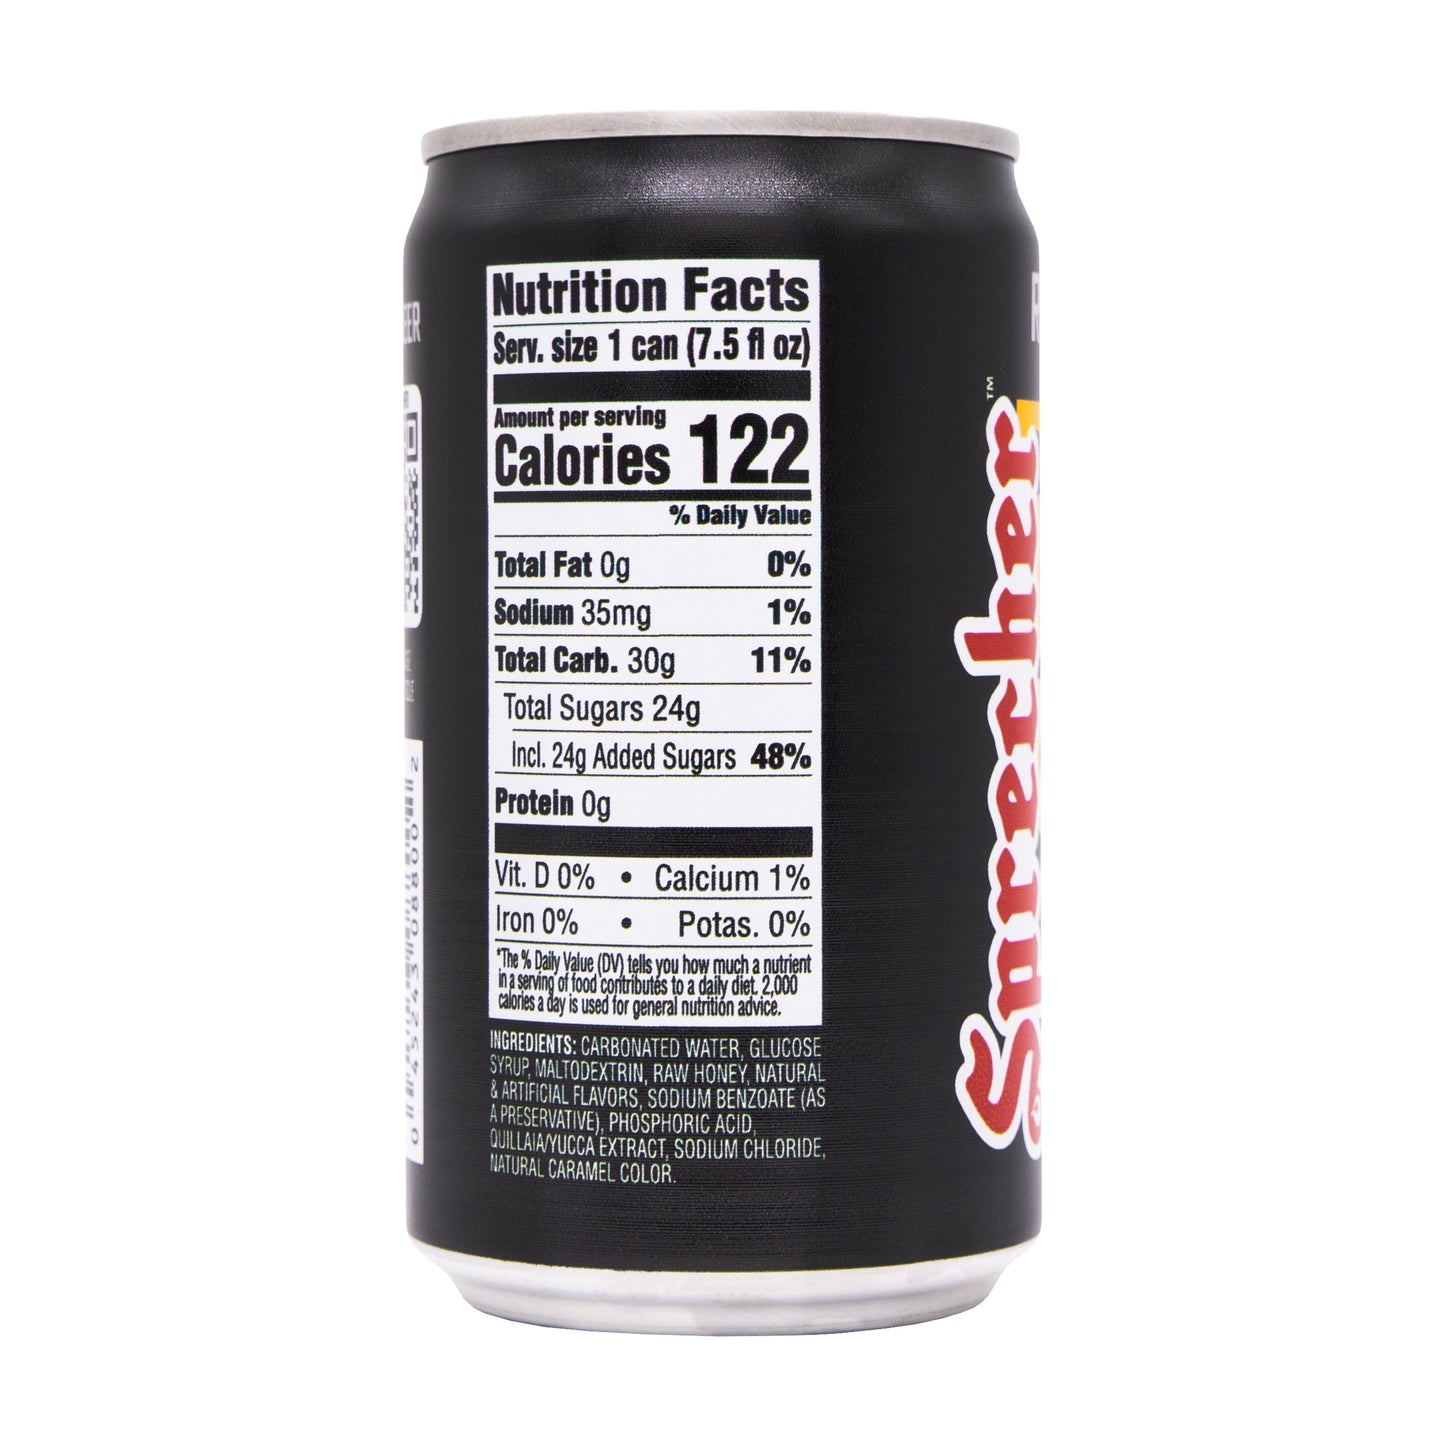 Nutrition Facts
Serv. size 1 can (7.5 fl oz)
Amount per serving
Calories 122
% Daily Value
Total Fat 0g 0%
Sodium 35mg 1%
Total Carb. 30g 11%
Total Sugars 24g
Incl. 24g Added Sugars 48%
Protein 0g
Vit. D 0% • Calcium 1%
Iron 0% • Potas. 0%
*The % Daily Value (DV) tells you how much a nutrient
in a serving of food contributes to a daily diet. 2,000
calories a day is used for general nutrition advice.
INGREDIENTS: CARBONATED WATER, GLUCOSE
SYRUP, MALTODEXTRIN, RAW HONEY, NATURAL
& ARTIFICIAL FLAVORS, SODIUM BENZOATE (AS
A PRESERVATIVE), PHOSPHORIC ACID,
QUILLAIA/YUCCA EXTRACT, SODIUM CHLORIDE,
NATURAL CARAMEL COLOR.
Sprecher™
0 45243 08800 2